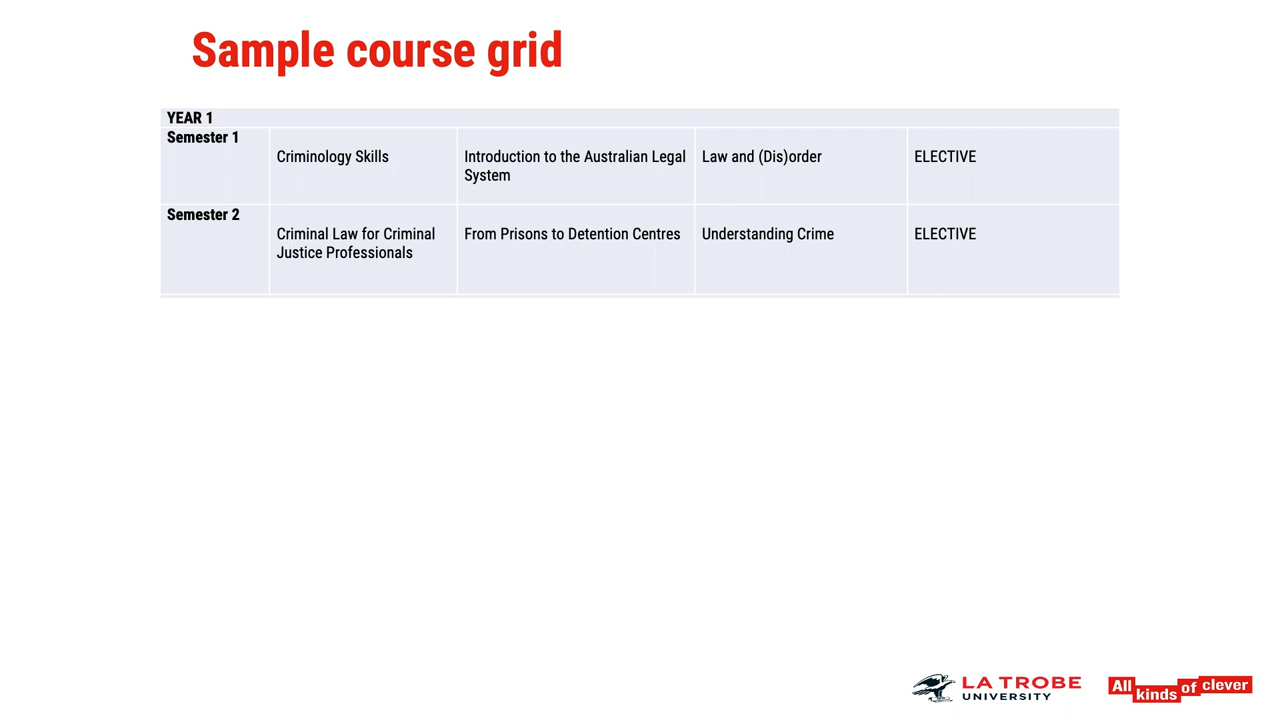 Sample course grid
YEAR 1
Semester 1
Criminology Skills
Introduction to the Australian Legal
System
Law and (Dis)order
ELECTIVE
Semester 2
Criminal Law for Criminal
Justice Professionals
From Prisons to Detention Centres
Understanding Crime
ELECTIVE
LA TROBE
UNIVERSITY
All kinds of clever